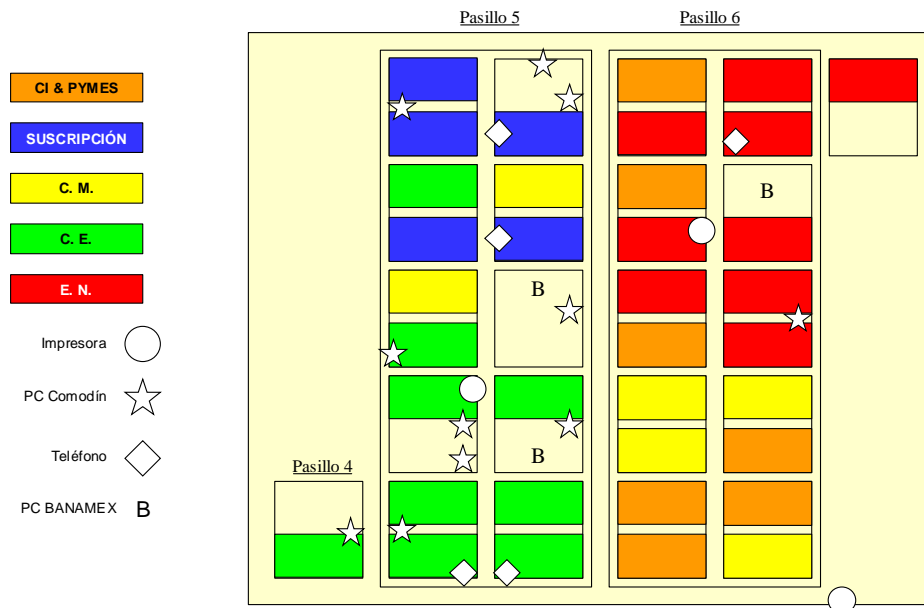 Pasillo 5
Pasillo 6
CI & PYMES
SUSCRIPCIÓN
C. M.
B
C. E.
E. N.
B
Impresora
PC Comodín
Teléfono
B
Pasillo 4
PC BANAMEX B